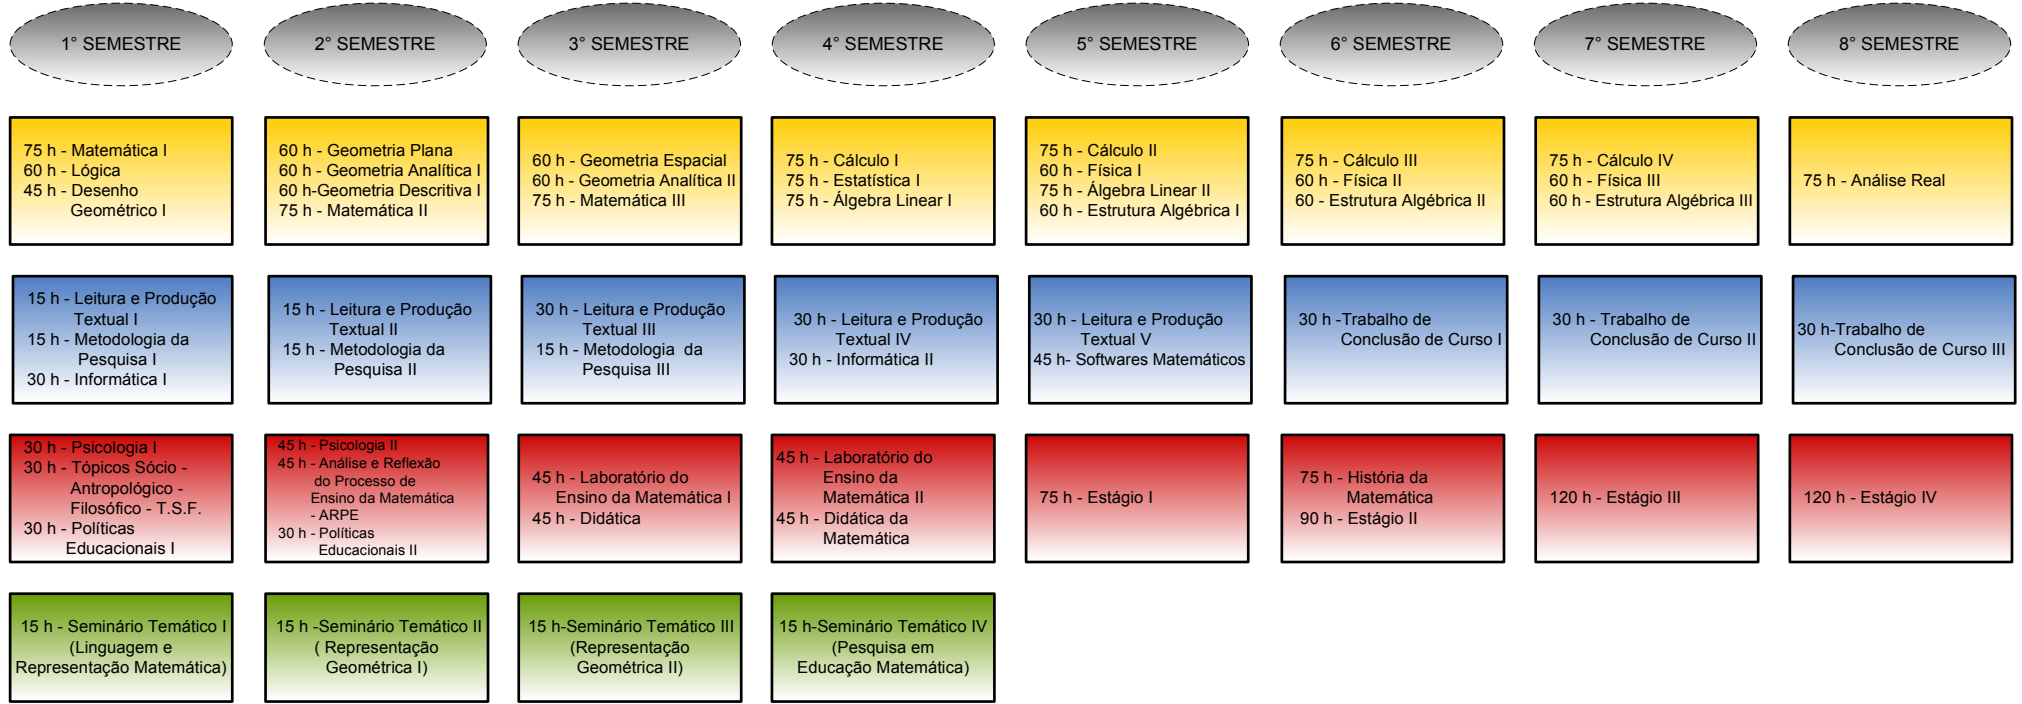 1° SEMESTRE
2° SEMESTRE
3° SEMESTRE
4° SEMESTRE
5° SEMESTRE
6° SEMESTRE
7° SEMESTRE
8° SEMESTRE
75 h - Matemática I
60 h - Lógica
45 h - Desenho
Geométrico I
60 h - Geometria Plana
60 h - Geometria Analítica I
60 h-Geometria Descritiva I
75 h - Matemática II
60 h - Geometria Espacial
60 h - Geometria Analítica II
75 h - Matemática III
75 h - Cálculo I
75 h - Estatística I
75 h - Álgebra Linear I
75 h - Cálculo II
60 h - Física I
75 h - Álgebra Linear II
60 h - Estrutura Algébrica I
75 h - Cálculo III
60 h - Física II
60 - Estrutura Algébrica II
75 h - Cálculo IV
60 h - Física III
60 h - Estrutura Algébrica III
75 h - Análise Real
15 h - Leitura e Produção
Textual I
15 h - Metodologia da
Pesquisa I
30 h - Informática I
15 h - Leitura e Produção
Textual II
15 h - Metodologia da
Pesquisa II
30 h - Leitura e Produção
Textual III
15 h - Metodologia da
Pesquisa III
30 h - Leitura e Produção
Textual IV
30 h - Informática II
30 h - Leitura e Produção
Textual V
45 h- Softwares Matemáticos
30 h -Trabalho de
Conclusão de Curso I
30 h - Trabalho de
Conclusão de Curso II
30 h-Trabalho de
Conclusão de Curso III
30 h - Psicologia I
30 h - Tópicos Sócio -
Antropológico -
Filosófico - T.S.F.
30 h - Políticas
Educacionais I
45 h - Psicologia II
45 h - Análise e Reflexão
do Processo de
Ensino da Matemática
- ARPE
30 h - Políticas
Educacionais II
45 h - Laboratório do
Ensino da Matemática I
45 h - Didática
45 h - Laboratório do
Ensino da
Matemática II
45 h - Didática da
Matemática
75 h - Estágio I
75 h - História da
Matemática
90 h - Estágio II
120 h - Estágio III
120 h - Estágio IV
15 h - Seminário Temático I
(Linguagem e
Representação Matemática)
15 h -Seminário Temático II
( Representação
Geométrica I)
15 h-Seminário Temático III
(Representação
Geométrica II)
15 h-Seminário Temático IV
(Pesquisa em
Educação Matemática)